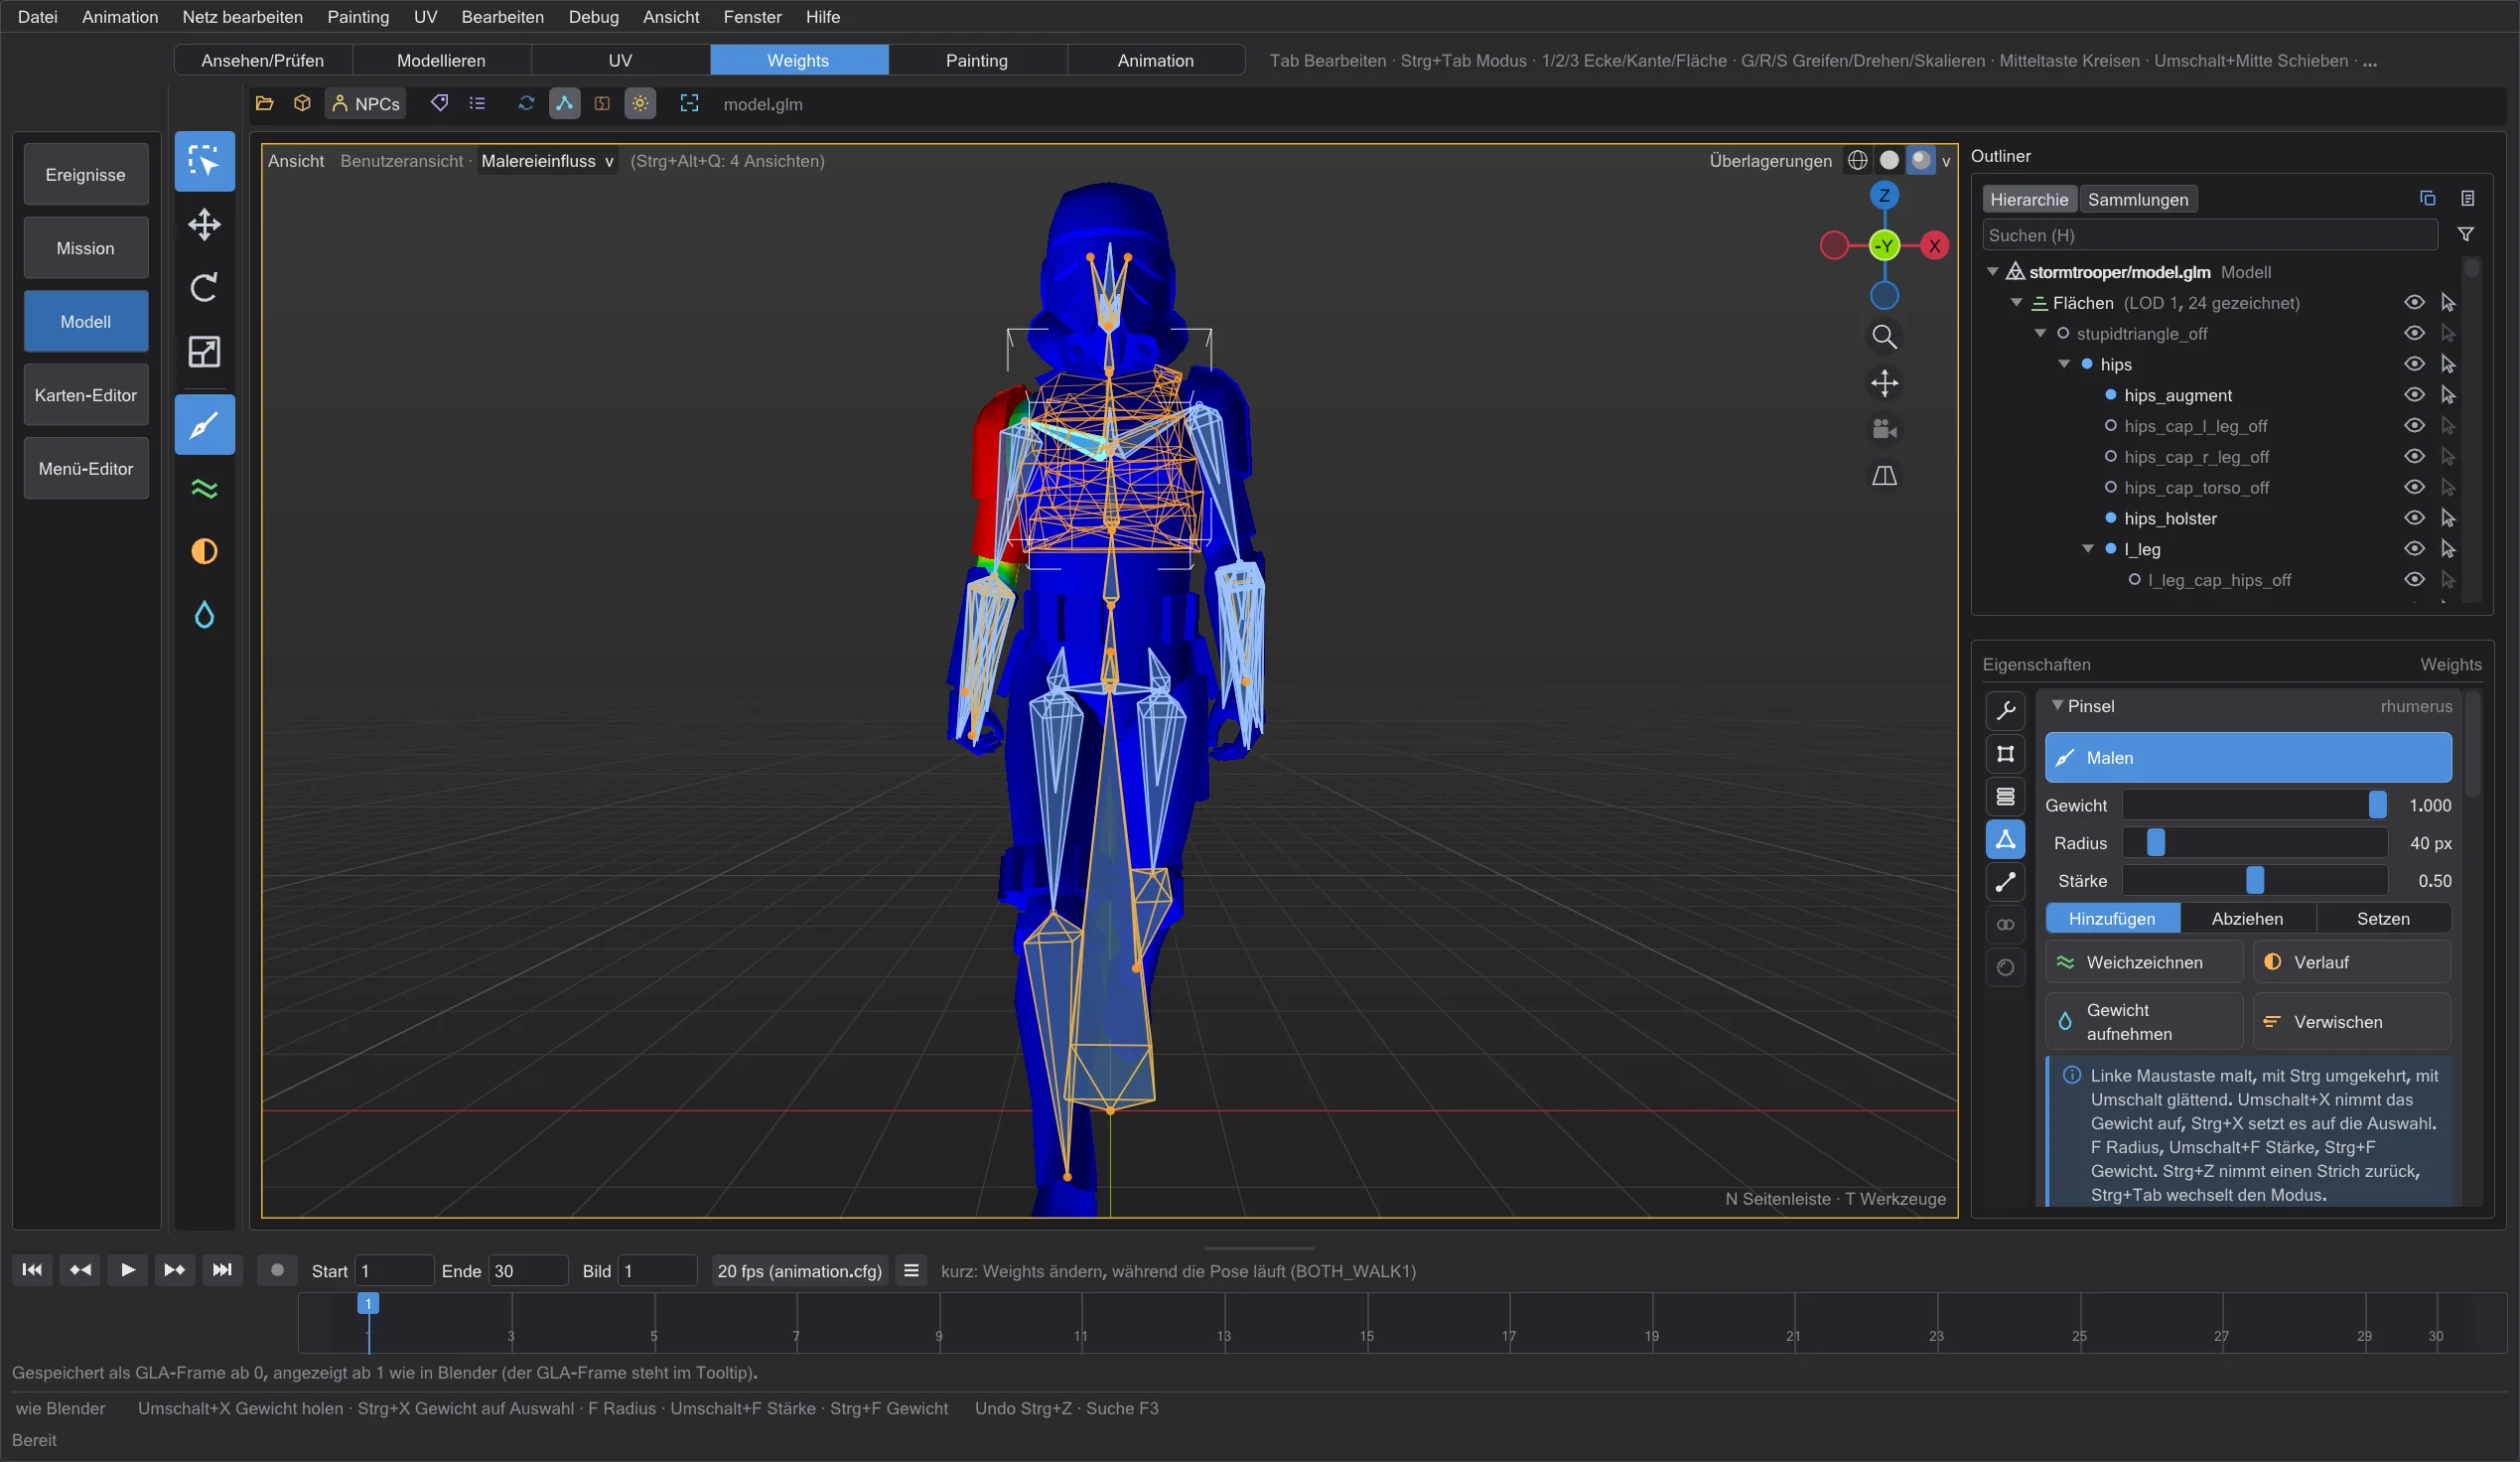 Datei Animation Netz bearbeiten Painting UV Bearbeiten Debug Ansicht Fenster Hilfe
Ansehen/Prüfen Modellieren UV Weights Painting Animation Tab Bearbeiten · Strg+Tab Modus · 1/2/3 Ecke/Kante/Fläche · G/R/S Greifen/Drehen/Skalieren · Mitteltaste Kreisen · Umschalt+Mitte Schieben · ...
NPCs model.glm
Ereignisse
Mission
Modell
Karten-Editor
Menü-Editor
Ansicht Benutzeransicht · Malereieinfluss v (Strg+Alt+Q: 4 Ansichten) Überlagerungen v
Z
-Y X
N Seitenleiste · T Werkzeuge
Outliner
Hierarchie Sammlungen
Suchen (H)
stormtrooper/model.glm Modell
Flächen (LOD 1, 24 gezeichnet)
stupidtriangle_off
hips
hips_augment
hips_cap_l_leg_off
hips_cap_r_leg_off
hips_cap_torso_off
hips_holster
l_leg
l_leg_cap_hips_off
Eigenschaften Weights
Pinsel rhumerus
Malen
Gewicht 1.000
Radius 40 px
Stärke 0.50
Hinzufügen Abziehen Setzen
Weichzeichnen Verlauf
Gewicht aufnehmen Verwischen
Linke Maustaste malt, mit Strg umgekehrt, mit
Umschalt glättend. Umschalt+X nimmt das
Gewicht auf, Strg+X setzt es auf die Auswahl.
F Radius, Umschalt+F Stärke, Strg+F
Gewicht. Strg+Z nimmt einen Strich zurück,
Strg+Tab wechselt den Modus.
Start 1 Ende 30 Bild 1 20 fps (animation.cfg) kurz: Weights ändern, während die Pose läuft (BOTH_WALK1)
1
1 3 5 7 9 11 13 15 17 19 21 23 25 27 29 30
Gespeichert als GLA-Frame ab 0, angezeigt ab 1 wie in Blender (der GLA-Frame steht im Tooltip).
wie Blender Umschalt+X Gewicht holen · Strg+X Gewicht auf Auswahl · F Radius · Umschalt+F Stärke · Strg+F Gewicht Undo Strg+Z · Suche F3
Bereit